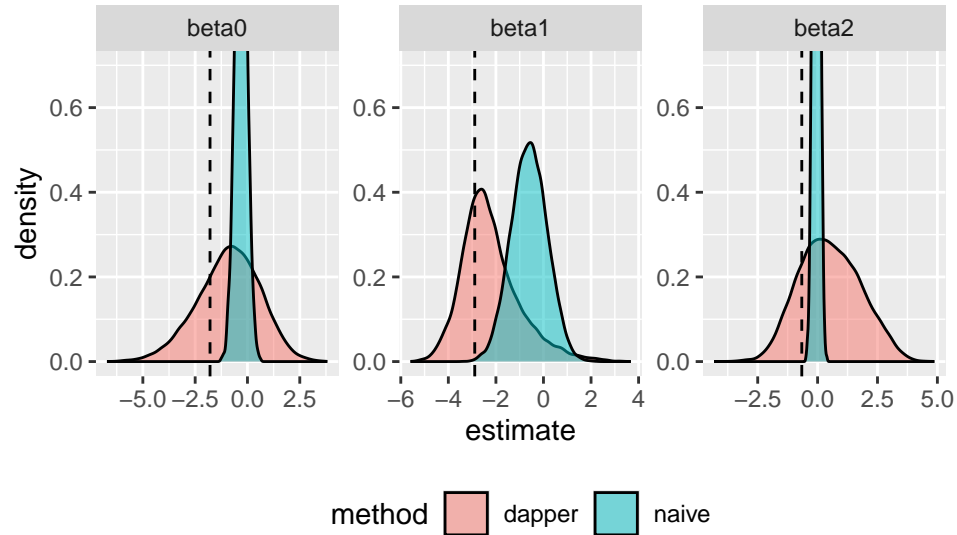 beta0 beta1 beta2
density
0.6 0.6 0.6
0.4 0.4 0.4
0.2 0.2 0.2
0.0 0.0 0.0
−5.0 −2.5 0.0 2.5 −6 −4 −2 0 2 4 −2.5 0.0 2.5 5.0
estimate
method dapper naive